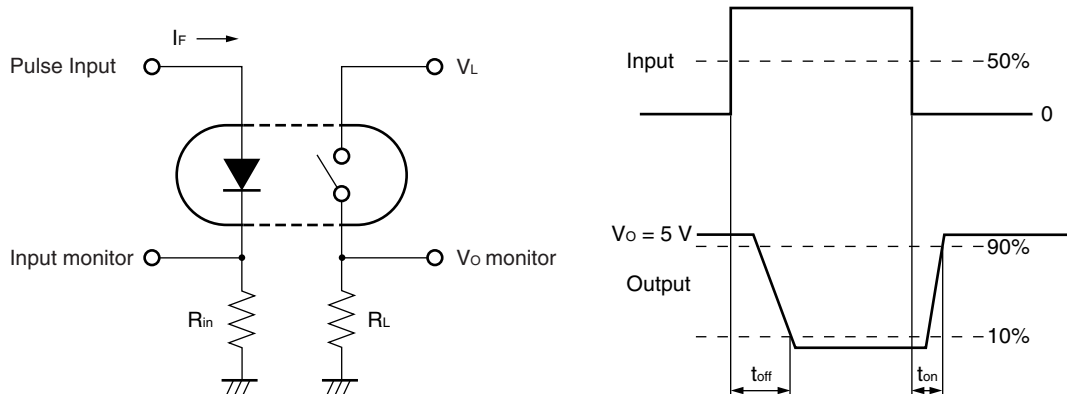 IF
Pulse Input
VL
Input monitor
VO monitor
Rin
RL
Input
50%
0
VO = 5 V
90%
Output
10%
toff
ton